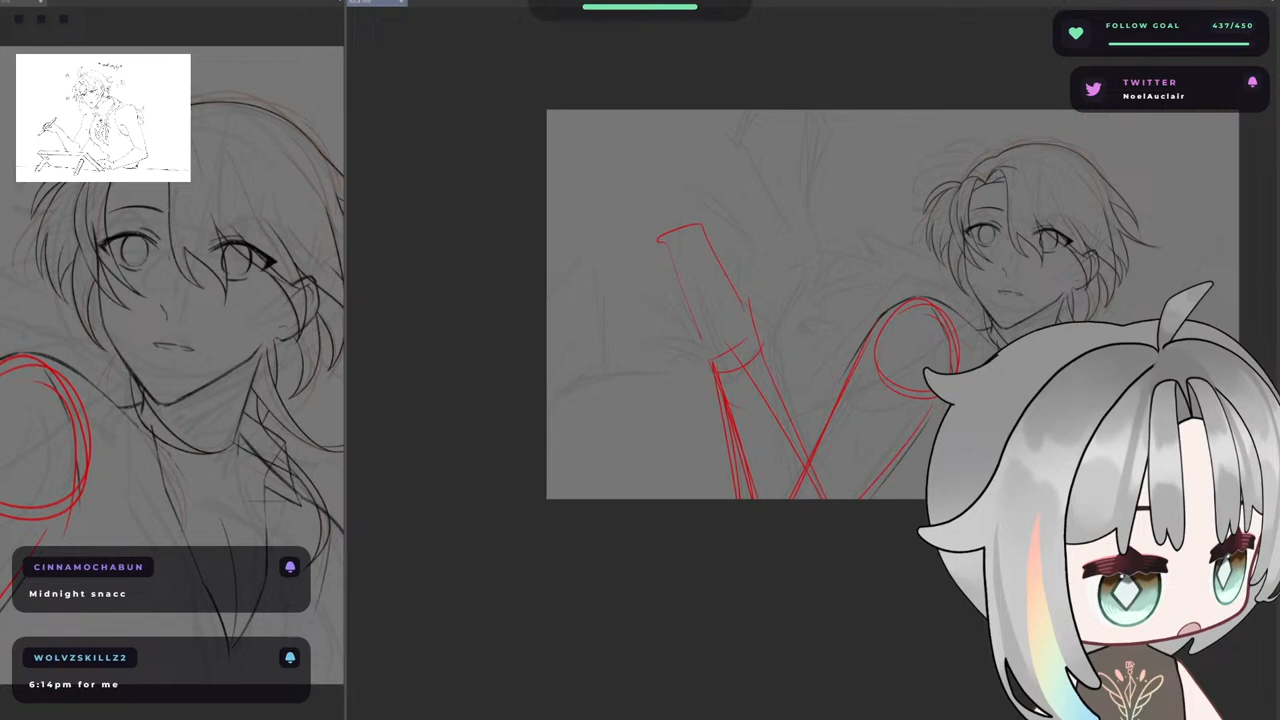 FOLLOW GOAL 437/450
TWITTER
NoelAuclair
CINNAMOCHABUN
Midnight snacc
WOLVZSKILLZ2
6:14pm for me